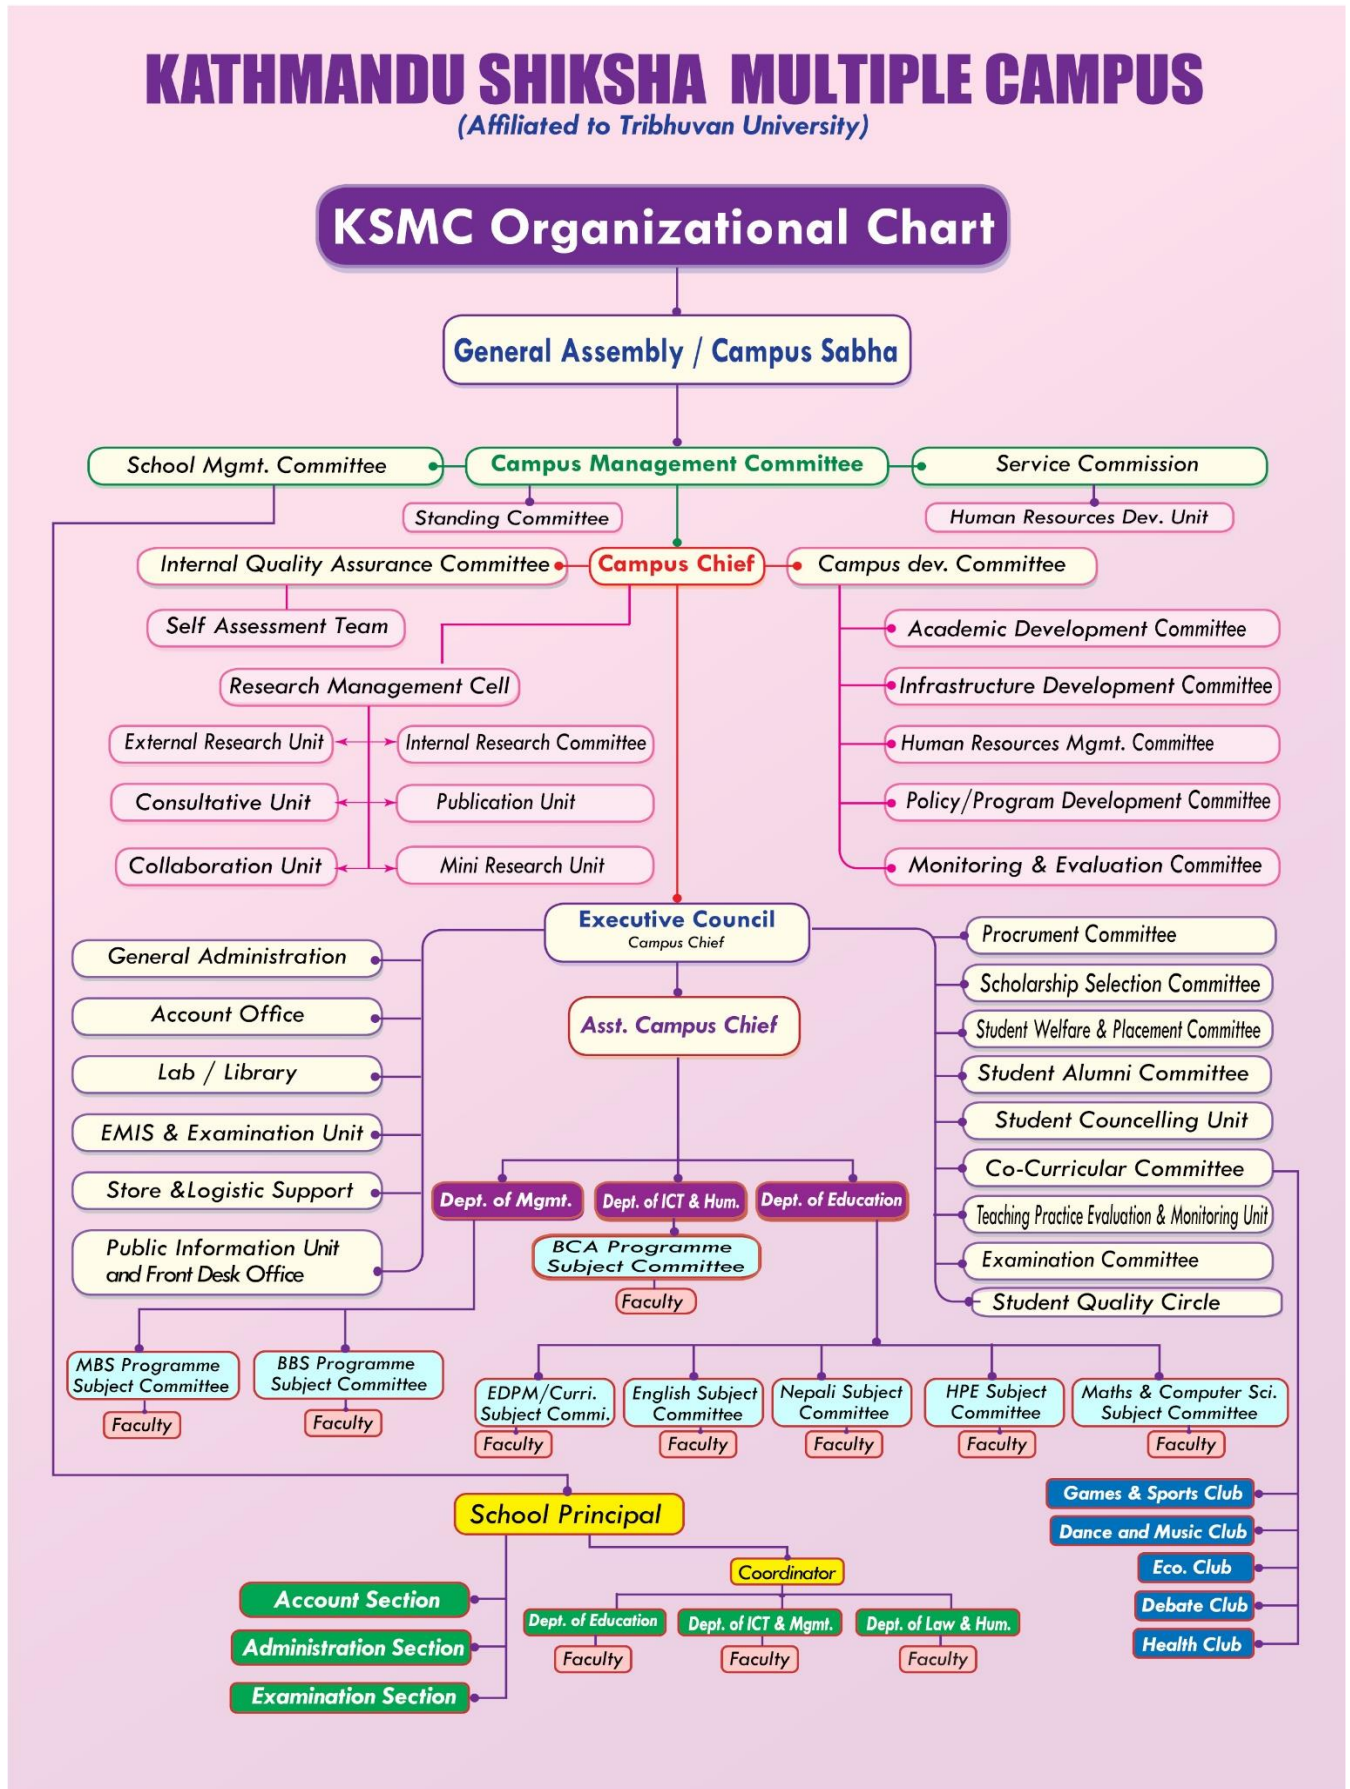 KATHMANDU SHIKSHA MULTIPLE CAMPUS
(Affiliated to Tribhuvan University)
KSMC Organizational Chart
General Assembly / Campus Sabha
School Mgmt. Committee
Campus Management Committee
Service Commission
Standing Committee
Human Resources Dev. Unit
Internal Quality Assurance Committee
Campus Chief
Campus dev. Committee
Self Assessment Team
Academic Development Committee
Research Management Cell
Infrastructure Development Committee
External Research Unit
Internal Research Committee
Human Resources Mgmt. Committee
Consultative Unit
Publication Unit
Policy/Program Development Committee
Collaboration Unit
Mini Research Unit
Monitoring & Evaluation Committee
Executive Council
Campus Chief
General Administration
Account Office
Lab / Library
EMIS & Examination Unit
Store &Logistic Support
Public Information Unit
and Front Desk Office
Asst. Campus Chief
Procrument Committee
Scholarship Selection Committee
Student Welfare & Placement Committee
Student Alumni Committee
Student Councelling Unit
Co-Curricular Committee
Teaching Practice Evaluation & Monitoring Unit
Examination Committee
Student Quality Circle
Dept. of Mgmt.
Dept. of ICT & Hum.
Dept. of Education
BCA Programme
Subject Committee
Faculty
MBS Programme
Subject Committee
Faculty
BBS Programme
Subject Committee
Faculty
EDPM/Curri.
Subject Commi.
Faculty
English Subject
Committee
Faculty
Nepali Subject
Committee
Faculty
HPE Subject
Committee
Faculty
Maths & Computer Sci.
Subject Committee
Faculty
School Principal
Games & Sports Club
Dance and Music Club
Eco. Club
Debate Club
Health Club
Coordinator
Account Section
Administration Section
Examination Section
Dept. of Education
Faculty
Dept. of ICT & Mgmt.
Faculty
Dept. of Law & Hum.
Faculty